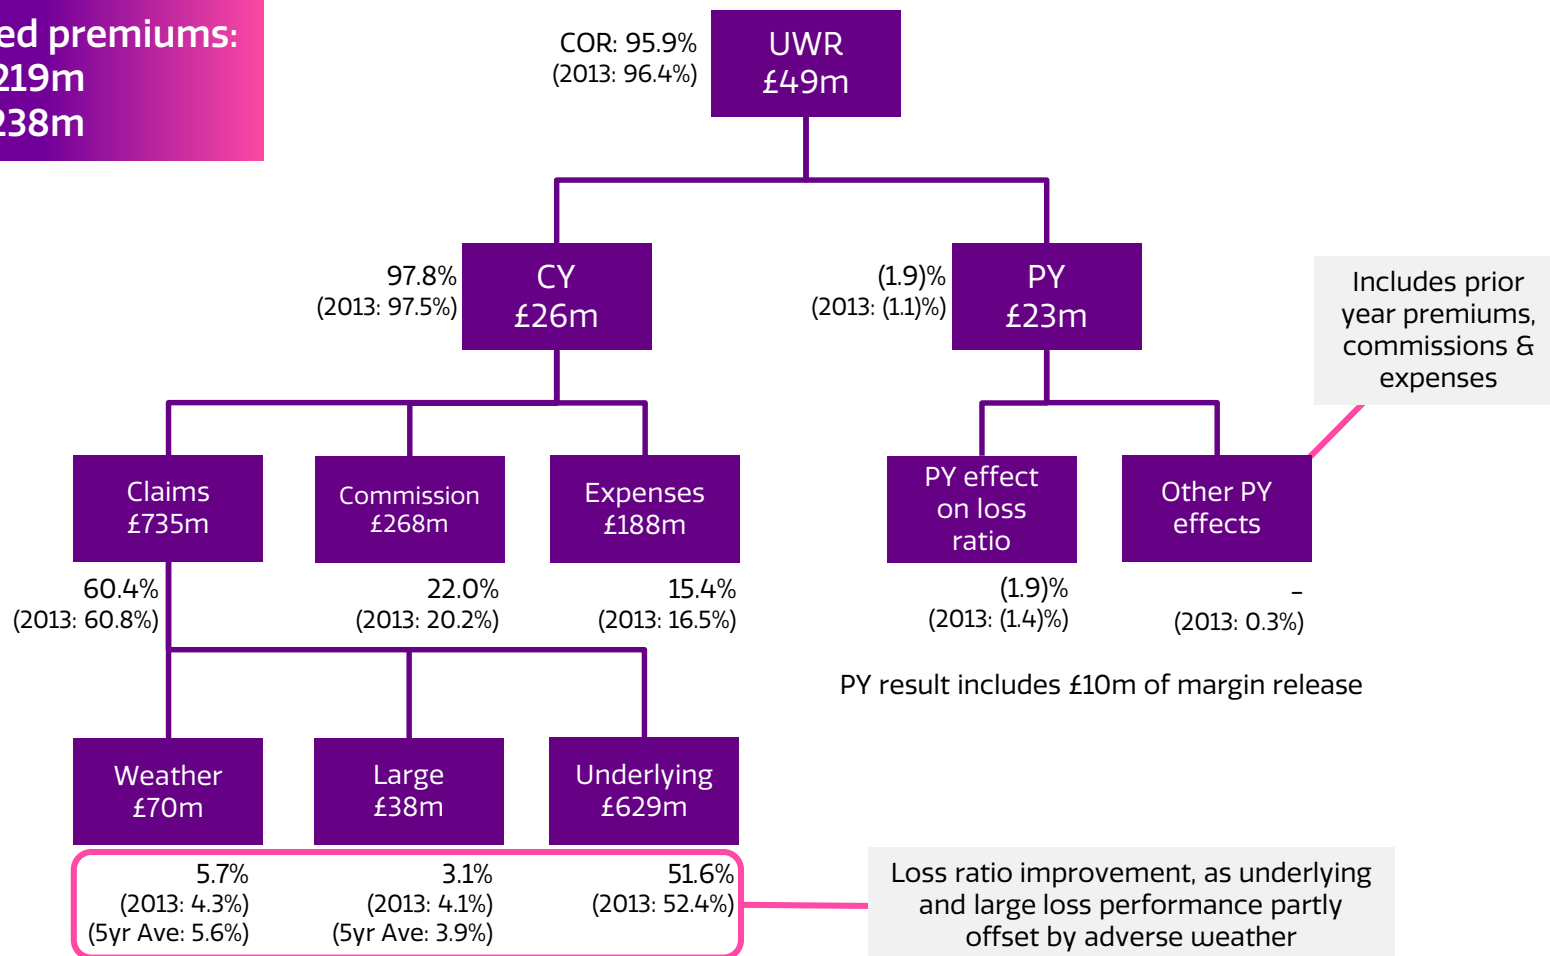 ed premiums:
219m
238m
COR: 95.9%
(2013: 96.4%)
UWR
£49m
97.8%
(2013: 97.5%)
CY
£26m
(1.9)%
(2013: (1.1)%)
PY
£23m
Includes prior
year premiums,
commissions &
expenses
Claims
£735m
Commission
£268m
Expenses
£188m
PY effect
on loss
ratio
Other PY
effects
60.4%
(2013: 60.8%)
22.0%
(2013: 20.2%)
15.4%
(2013: 16.5%)
(1.9)%
(2013: (1.4)%)
–
(2013: 0.3%)
PY result includes £10m of margin release
Weather
£70m
Large
£38m
Underlying
£629m
5.7%
(2013: 4.3%)
(5yr Ave: 5.6%)
3.1%
(2013: 4.1%)
(5yr Ave: 3.9%)
51.6%
(2013: 52.4%)
Loss ratio improvement, as underlying
and large loss performance partly
offset by adverse weather